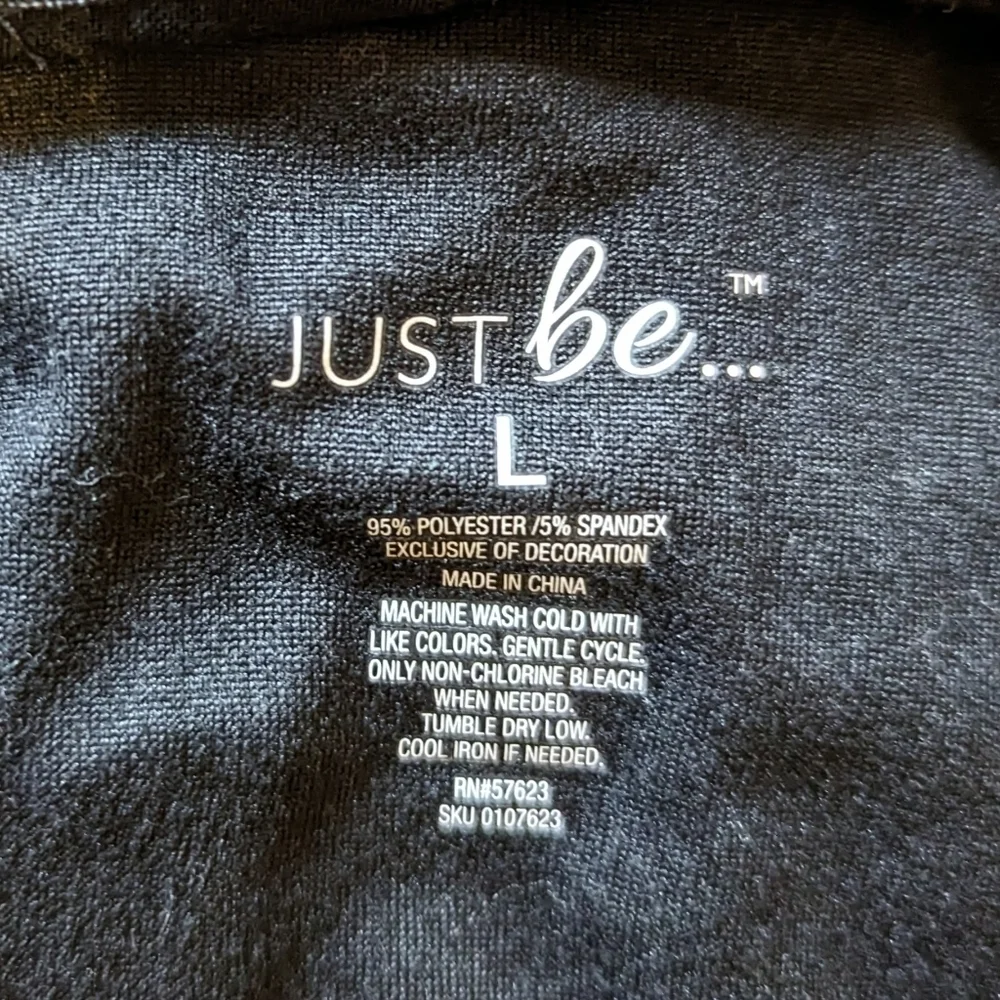 JUST be...™
L
95% POLYESTER /5% SPANDEX
EXCLUSIVE OF DECORATION
MADE IN CHINA
MACHINE WASH COLD WITH
LIKE COLORS. GENTLE CYCLE.
ONLY NON-CHLORINE BLEACH
WHEN NEEDED.
TUMBLE DRY LOW.
COOL IRON IF NEEDED.
RN#57623
SKU 0107623